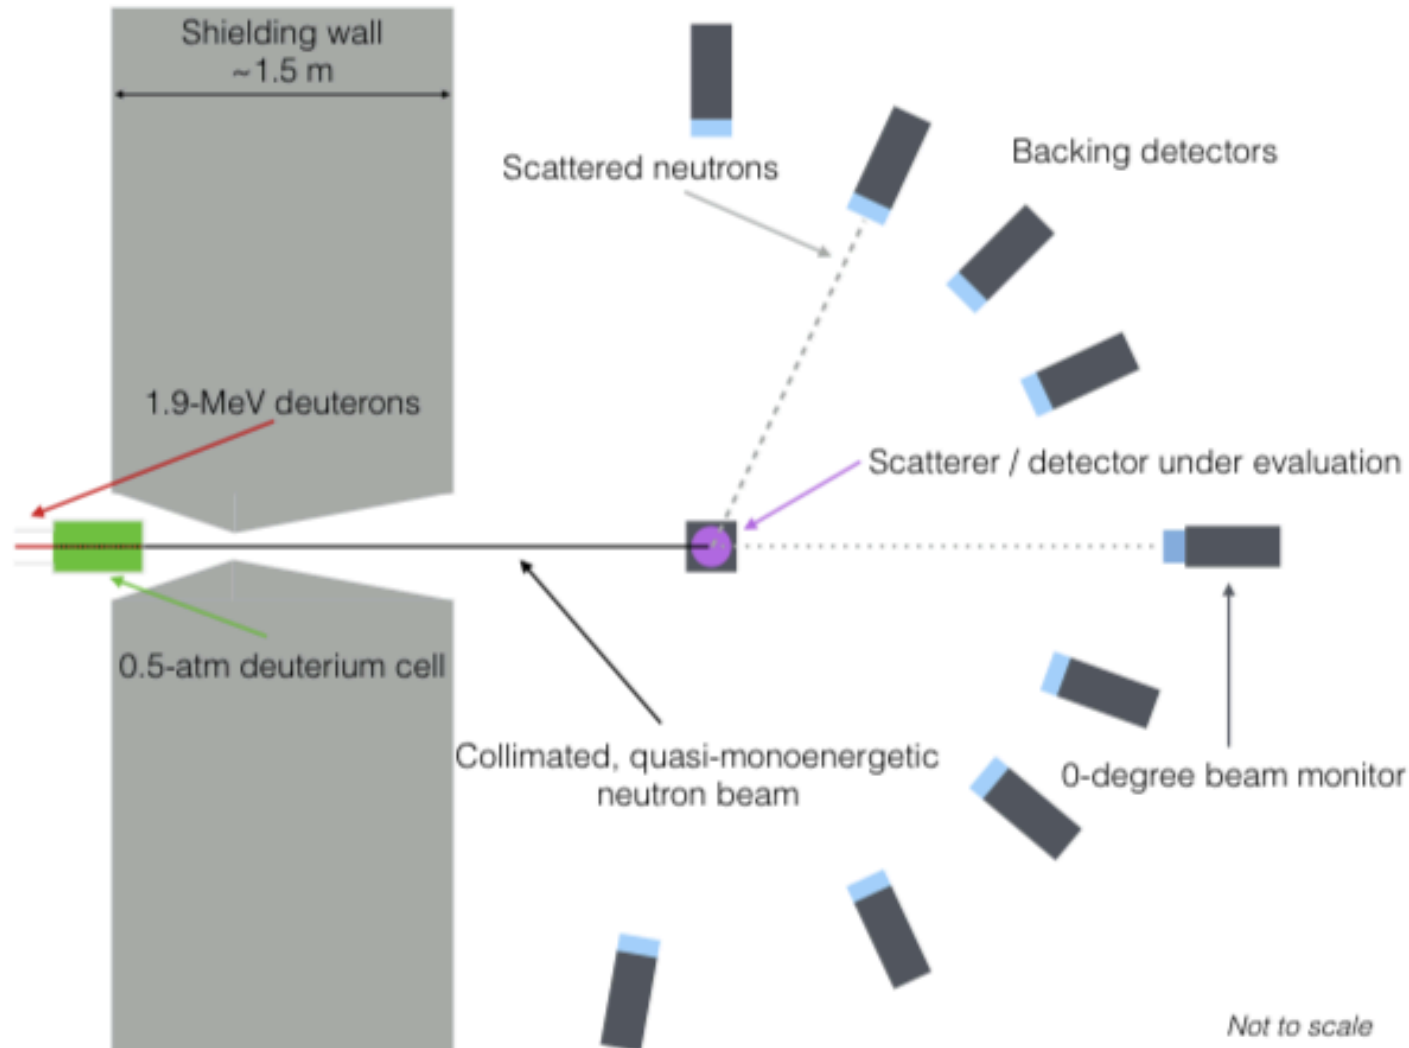 Shielding wall
~1.5 m
Scattered neutrons
Backing detectors
1.9-MeV deuterons
Scatterer / detector under evaluation
0.5-atm deuterium cell
Collimated, quasi-monoenergetic
neutron beam
0-degree beam monitor
Not to scale